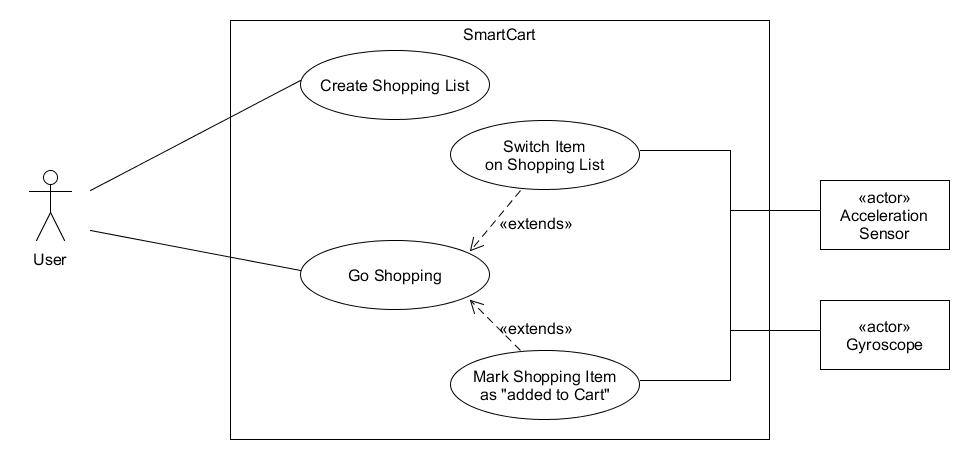 SmartCart
Create Shopping List
Switch Item
on Shopping List
«actor»
Acceleration
Sensor
«extends»
User
Go Shopping
«extends»
«actor»
Gyroscope
Mark Shopping Item
as "added to Cart"